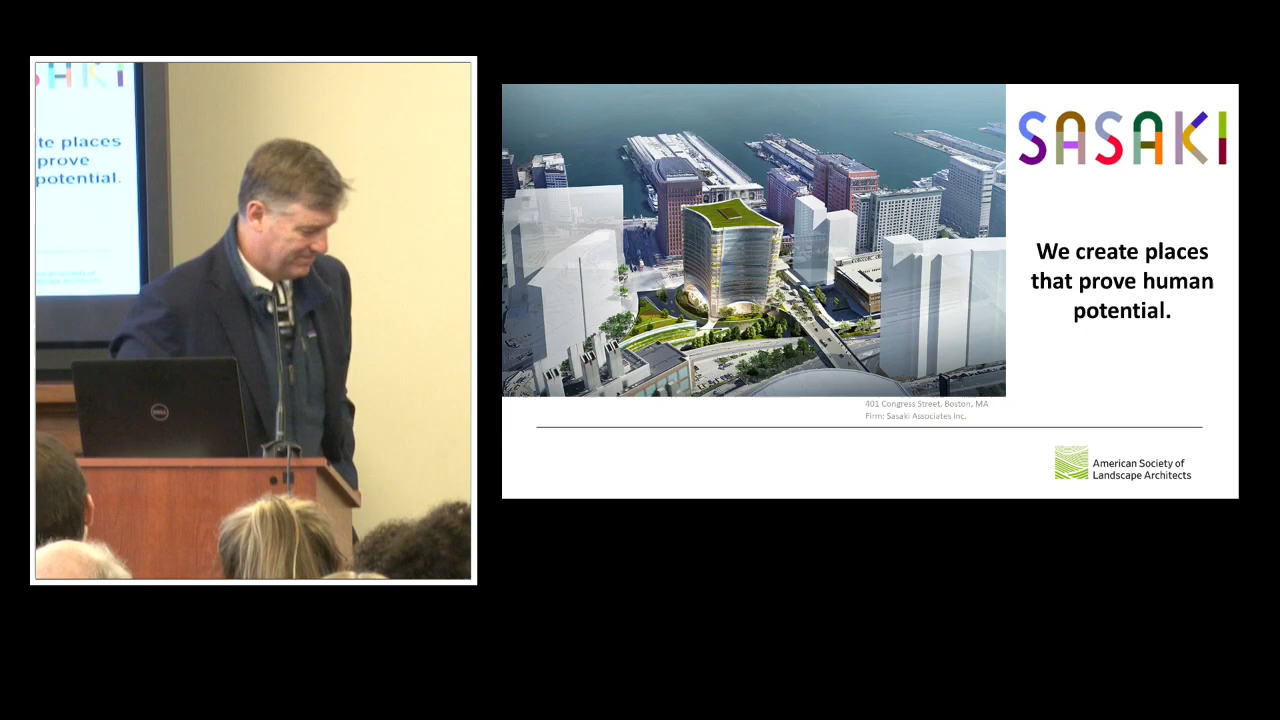 te places
prove
potential.
DELL
SASAKI
We create places
that prove human
potential.
401 Congress Street, Boston, MA
Firm: Sasaki Associates Inc.
American Society of
Landscape Architects